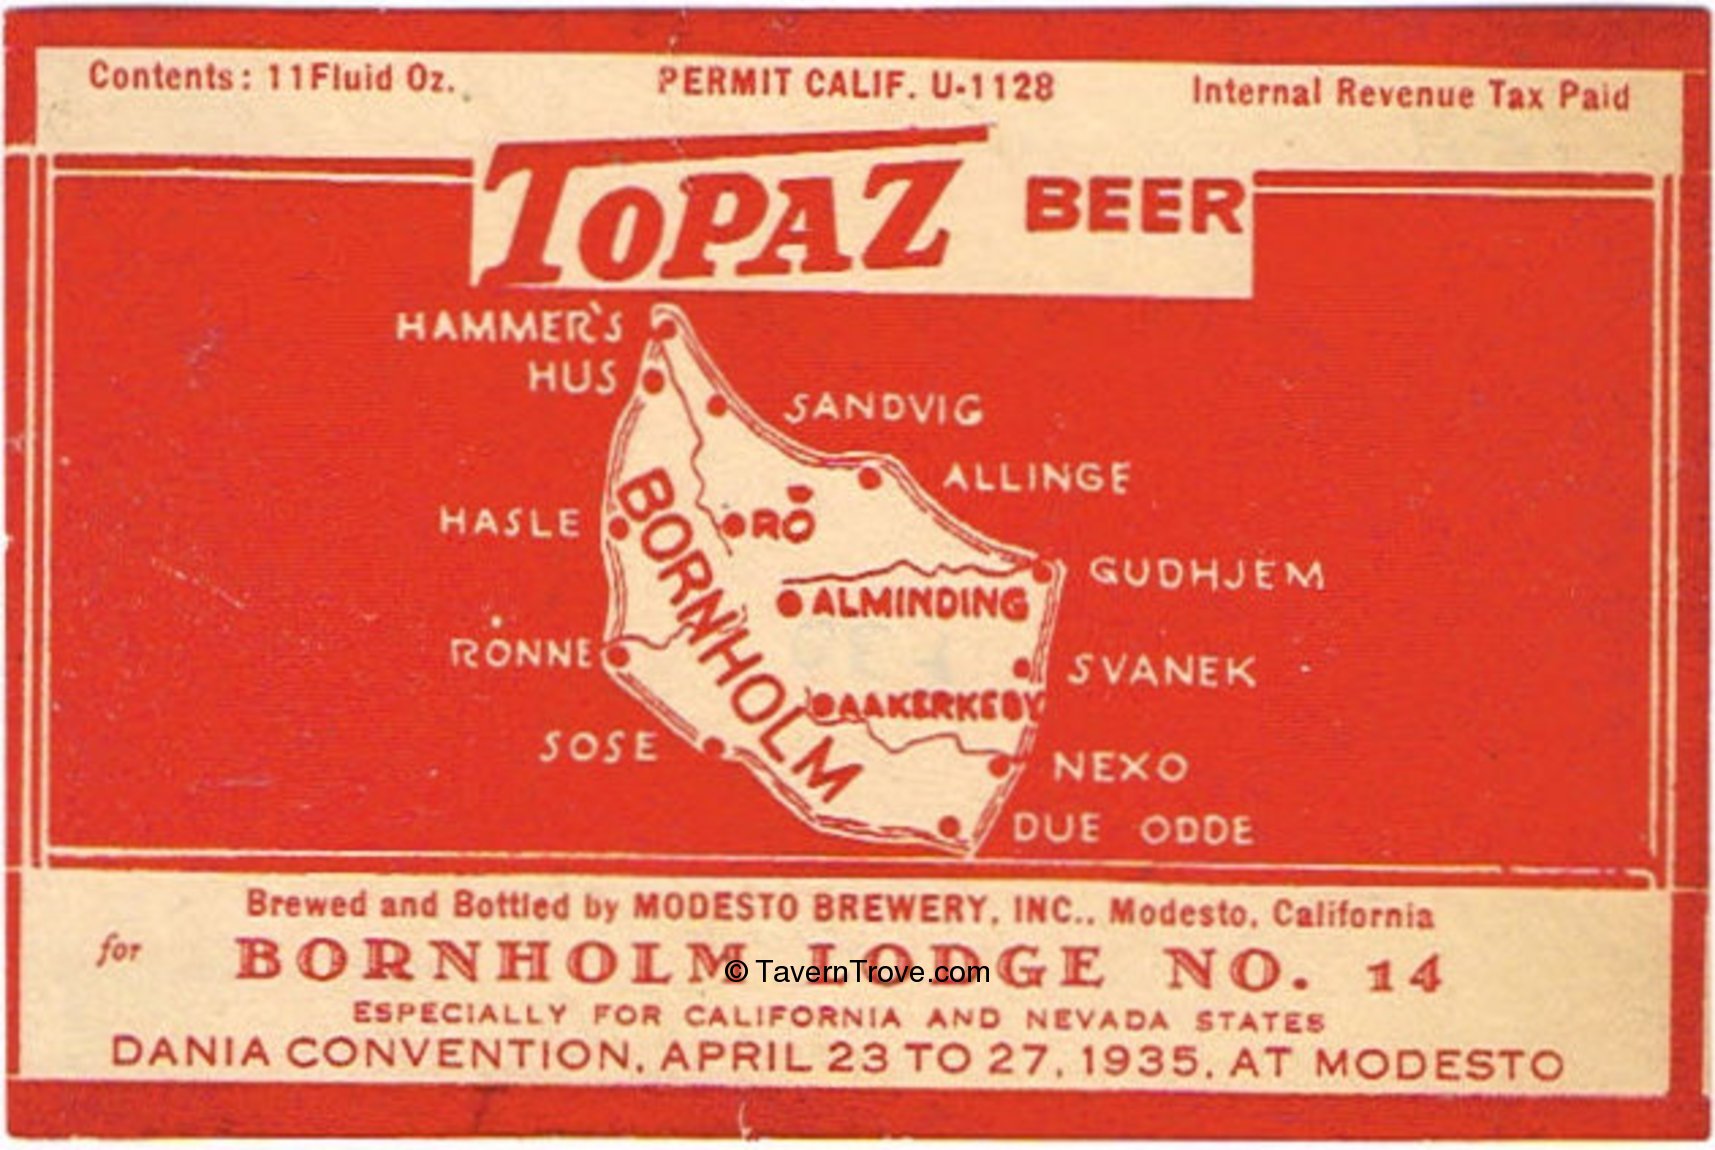 Contents: 11Fluid Oz.
PERMIT CALIF. U-1128
Internal Revenue Tax Paid
TOPAZ BEER
HAMMER'S
HUS
SANDVIG
ALLINGE
HASLE
BORNHOLM
RÖ
GUDHJEM
ALMINDING
RÖNNE
SVANEK
AAKERKEBY
SOSE
NEXO
DUE ODDE
Brewed and Bottled by MODESTO BREWERY, INC., Modesto, California
for BORNHOLM LODGE NO. 14
© TavernTrove.com
ESPECIALLY FOR CALIFORNIA AND NEVADA STATES
DANIA CONVENTION, APRIL 23 TO 27, 1935, AT MODESTO